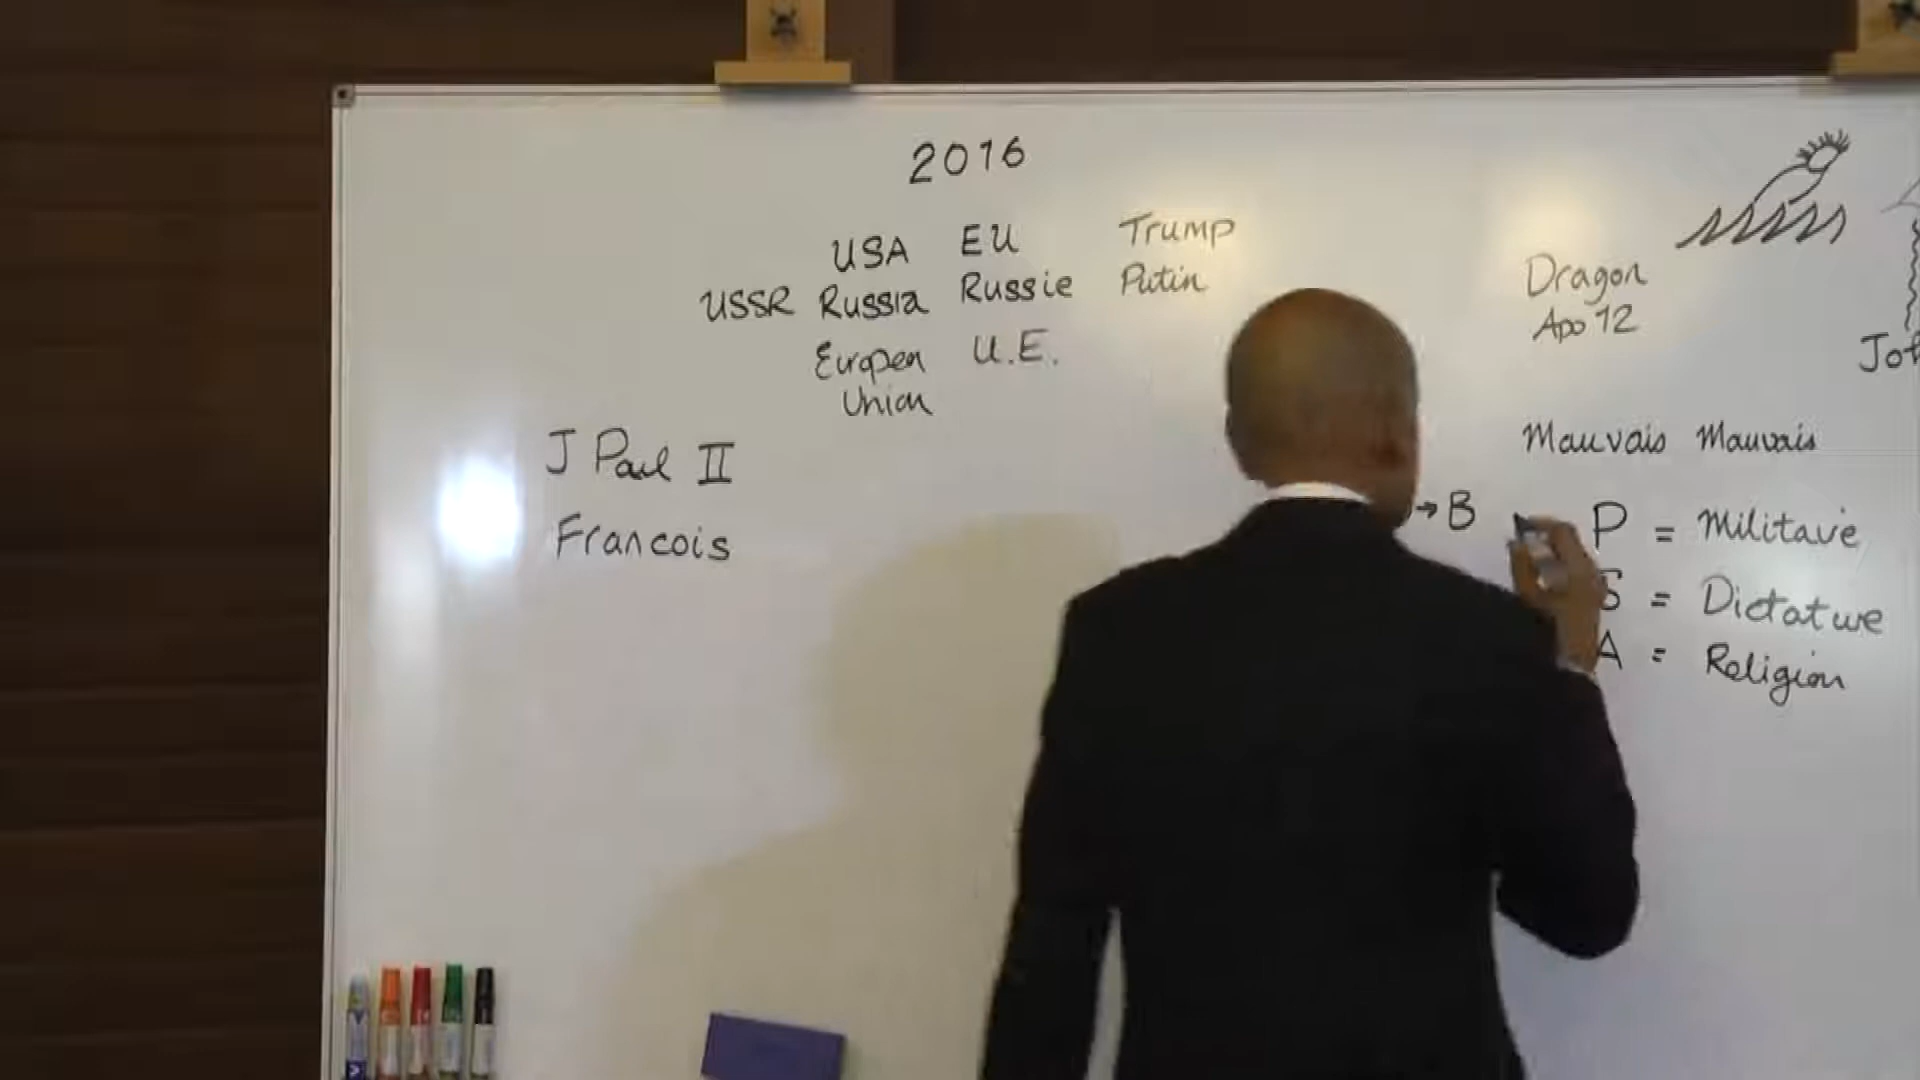 2016
USA EU Trump
USSR Russia Russie Putin
Europen U.E.
Union
J Paul II
Francois
Dragon
Apo 12
Mauvais Mauvais
→ B P = Militaire
S = Dictature
A = Religion